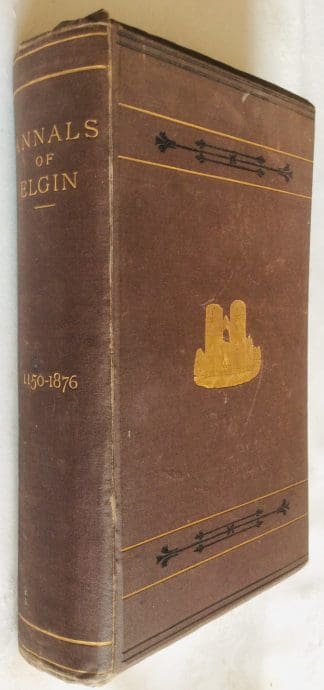 ANNALS
OF
ELGIN
1150-1876